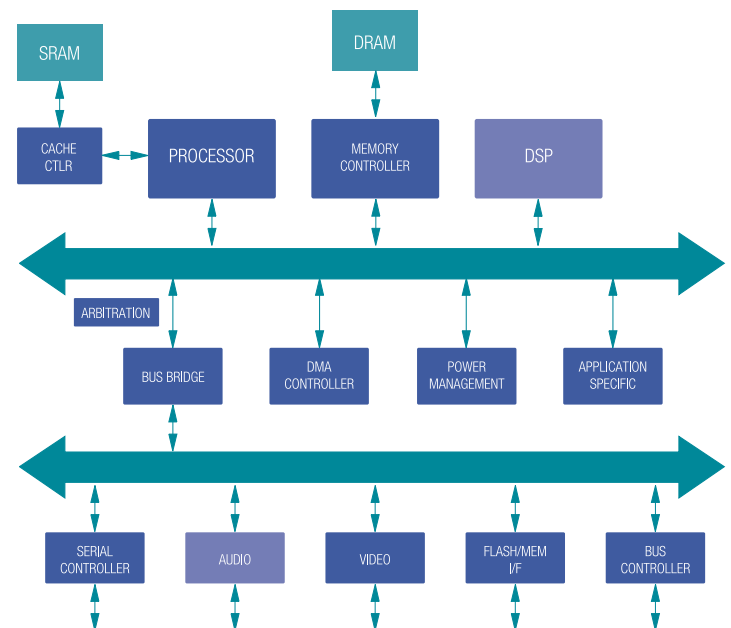 SRAM
DRAM
CACHE
CTLR
PROCESSOR
MEMORY
CONTROLLER
DSP
ARBITRATION
BUS BRIDGE
DMA
CONTROLLER
POWER
MANAGEMENT
APPLICATION
SPECIFIC
SERIAL
CONTROLLER
AUDIO
VIDEO
FLASH/MEM
I/F
BUS
CONTROLLER